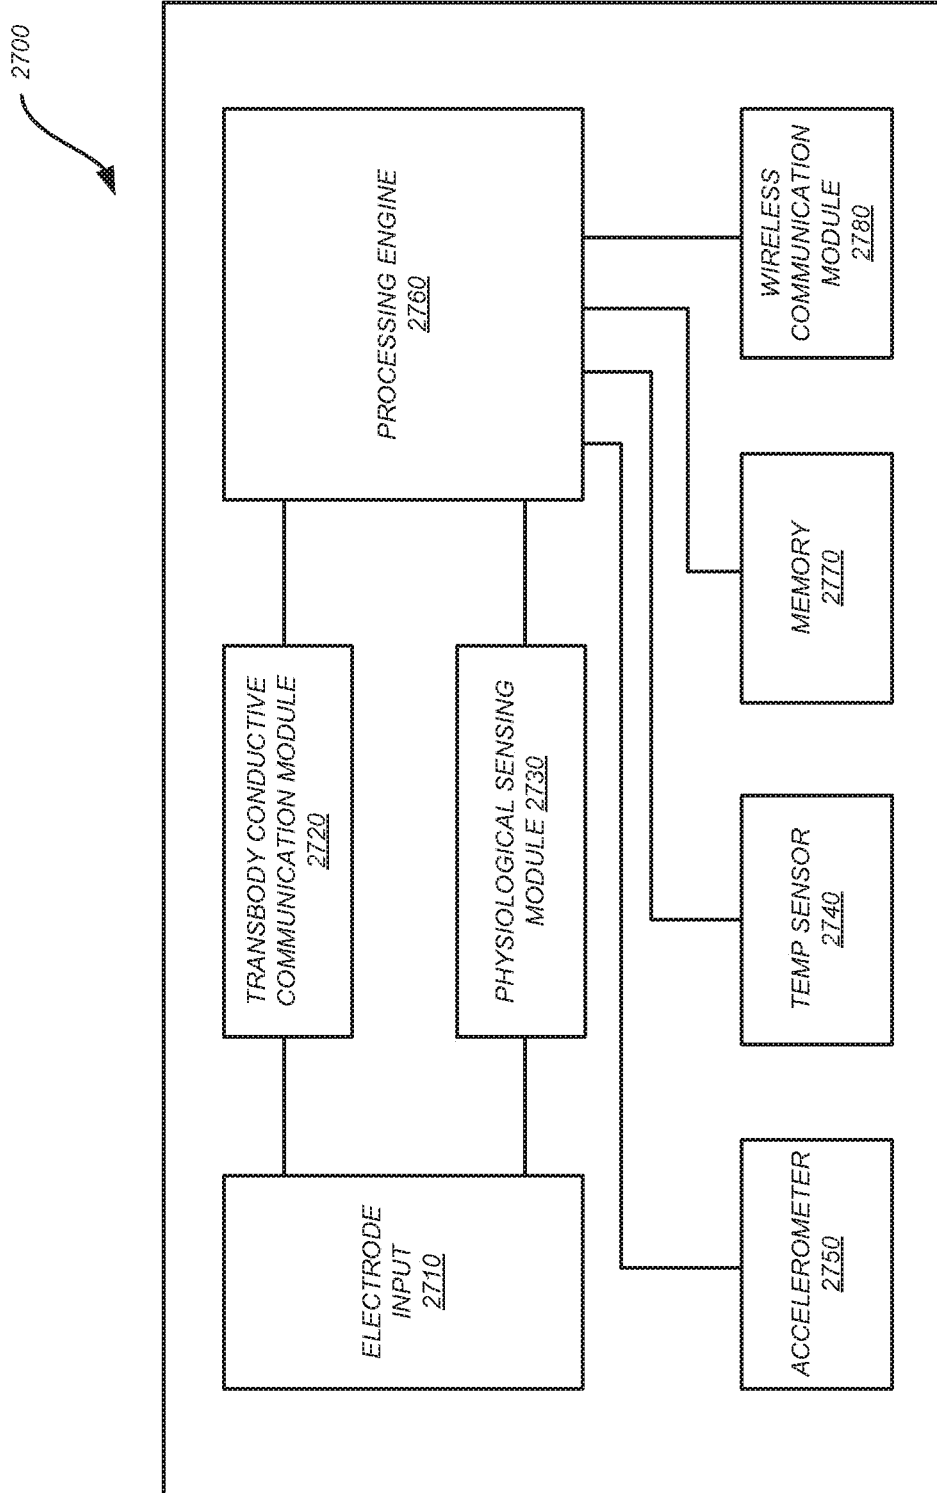 2700
ELECTRODE
INPUT
2710
TRANSBODY CONDUCTIVE
COMMUNICATION MODULE
2720
PHYSIOLOGICAL SENSING
MODULE 2730
PROCESSING ENGINE
2760
ACCELEROMETER
2750
TEMP SENSOR
2740
MEMORY
2770
WIRELESS
COMMUNICATION
MODULE
2780